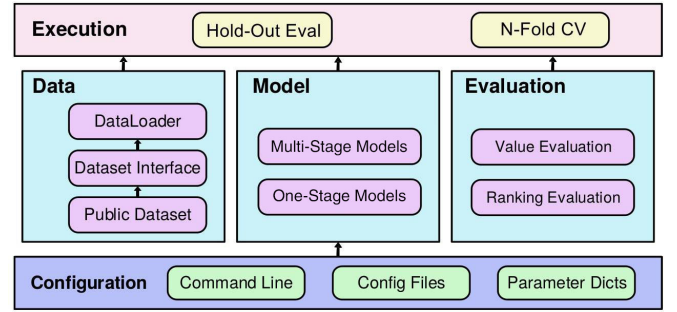 Execution
Hold-Out Eval
N-Fold CV
Data
DataLoader
Dataset Interface
Public Dataset
Model
Multi-Stage Models
One-Stage Models
Evaluation
Value Evaluation
Ranking Evaluation
Configuration
Command Line
Config Files
Parameter Dicts